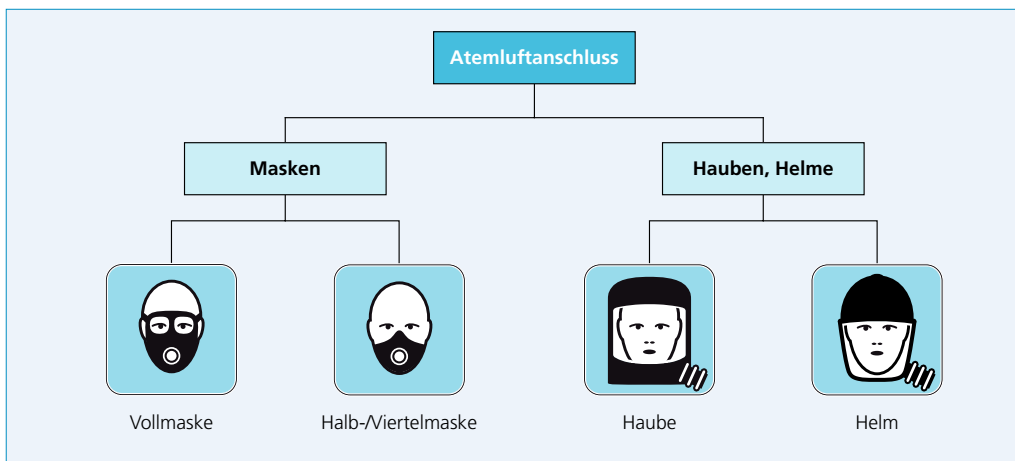 Atemluftanschluss
Masken
Hauben, Helme
Vollmaske
Halb-/Viertelmaske
Haube
Helm